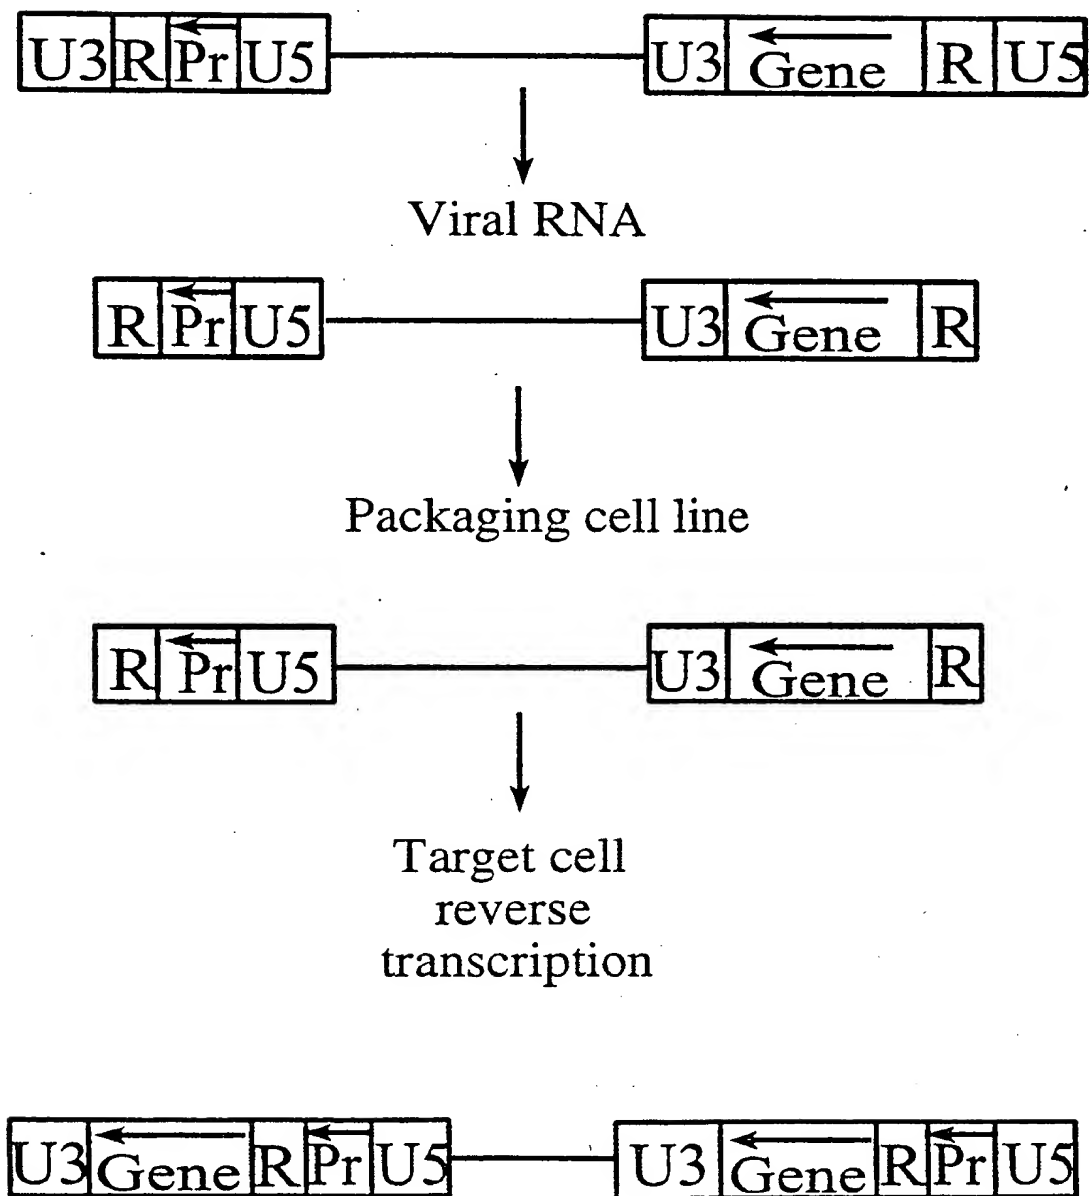 U3 R Pr U5 U3 Gene R U5
Viral RNA
R Pr U5 U3 Gene R
Packaging cell line
R Pr U5 U3 Gene R
Target cell
reverse
transcription
U3 Gene R Pr U5 U3 Gene R Pr U5